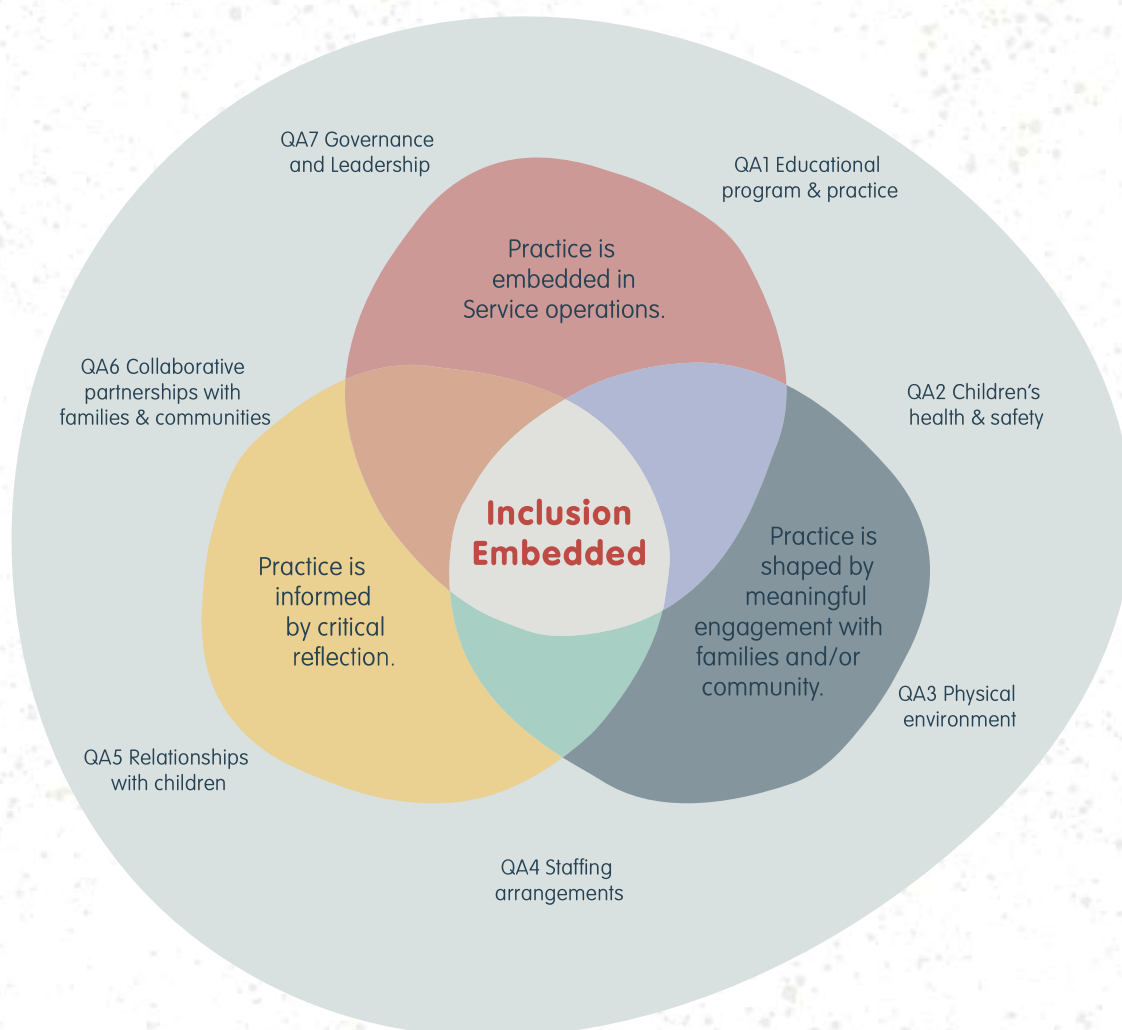 QA7 Governance
and Leadership
QA1 Educational
program & practice
Practice is
embedded in
Service operations.
QA6 Collaborative
partnerships with
families & communities
QA2 Children's
health & safety
Inclusion
Embedded
Practice is
informed
by critical
reflection.
Practice is
shaped by
meaningful
engagement with
families and/or
community.
QA3 Physical
environment
QA5 Relationships
with children
QA4 Staffing
arrangements